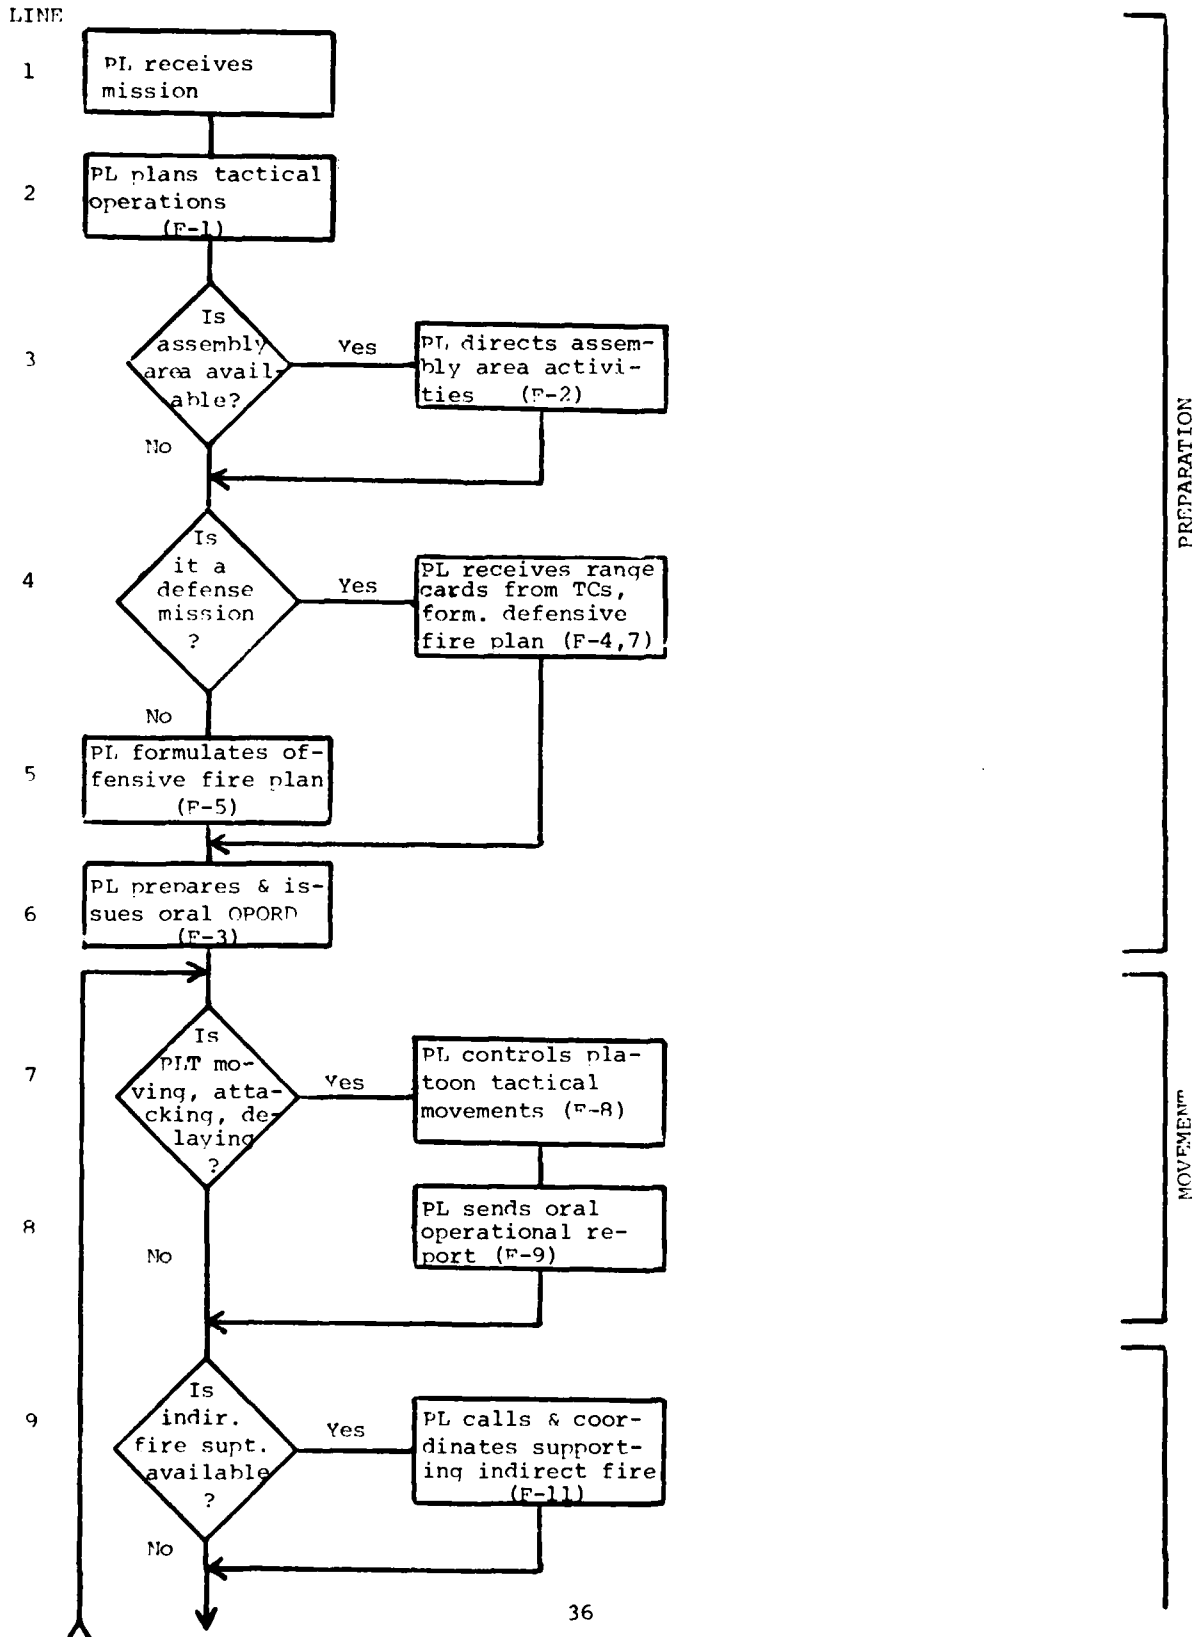 LINE
1
PL receives
mission
2
PL plans tactical
operations
(F-1)
3
Is
assembly
area avail-
able?
Yes
PL directs assem-
bly area activi-
ties (F-2)
No
4
Is
it a
defense
mission
?
Yes
PL receives range
cards from TCs,
form. defensive
fire plan (F-4,7)
No
5
PL formulates of-
fensive fire plan
(F-5)
6
PL prepares & is-
sues oral OPORD
(F-3)
PREPARATION
7
Is
PLT mo-
ving, atta-
cking, de-
laying
?
Yes
PL controls pla-
toon tactical
movements (F-8)
8
PL sends oral
operational re-
port (F-9)
No
MOVEMENT
9
Is
indir.
fire supt.
available
?
Yes
PL calls & coor-
dinates support-
ing indirect fire
(F-11)
No
36